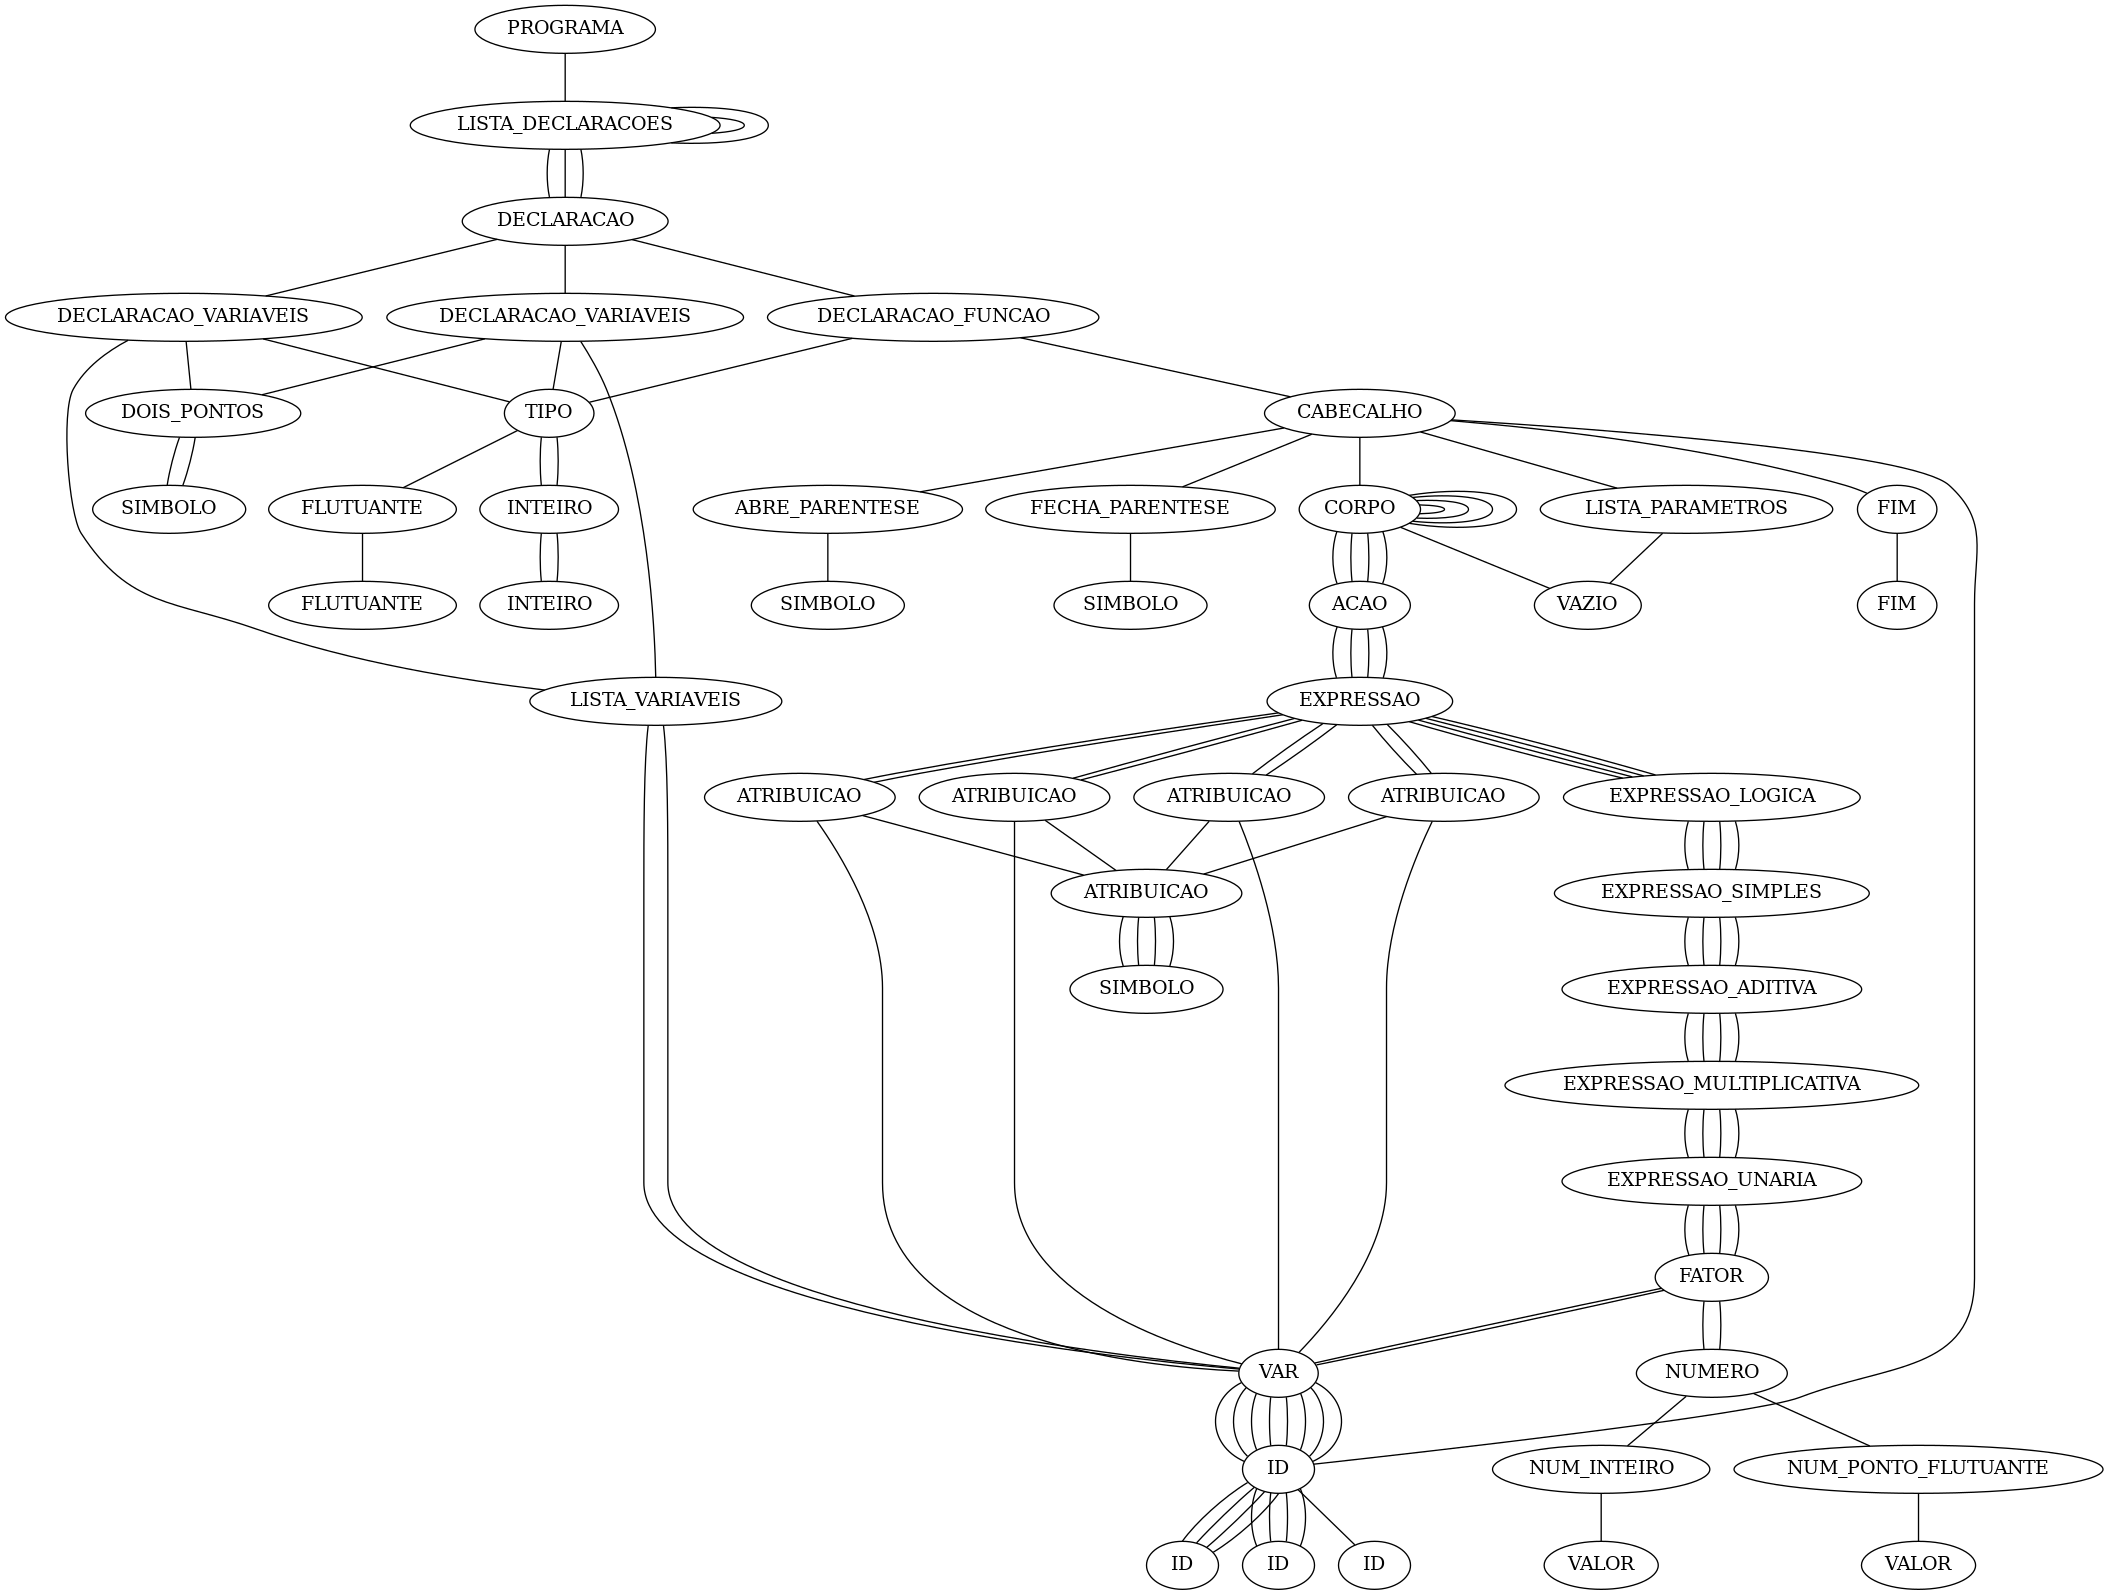 PROGRAMA
LISTA_DECLARACOES
DECLARACAO
DECLARACAO_VARIAVEIS
DECLARACAO_VARIAVEIS
DECLARACAO_FUNCAO
DOIS_PONTOS
TIPO
CABECALHO
SIMBOLO
FLUTUANTE
INTEIRO
ABRE_PARENTESE
FECHA_PARENTESE
CORPO
LISTA_PARAMETROS
FIM
FLUTUANTE
INTEIRO
SIMBOLO
SIMBOLO
ACAO
VAZIO
FIM
LISTA_VARIAVEIS
EXPRESSAO
ATRIBUICAO
ATRIBUICAO
ATRIBUICAO
ATRIBUICAO
EXPRESSAO_LOGICA
ATRIBUICAO
EXPRESSAO_SIMPLES
SIMBOLO
EXPRESSAO_ADITIVA
EXPRESSAO_MULTIPLICATIVA
EXPRESSAO_UNARIA
FATOR
VAR
NUMERO
ID
NUM_INTEIRO
NUM_PONTO_FLUTUANTE
ID
ID
ID
VALOR
VALOR